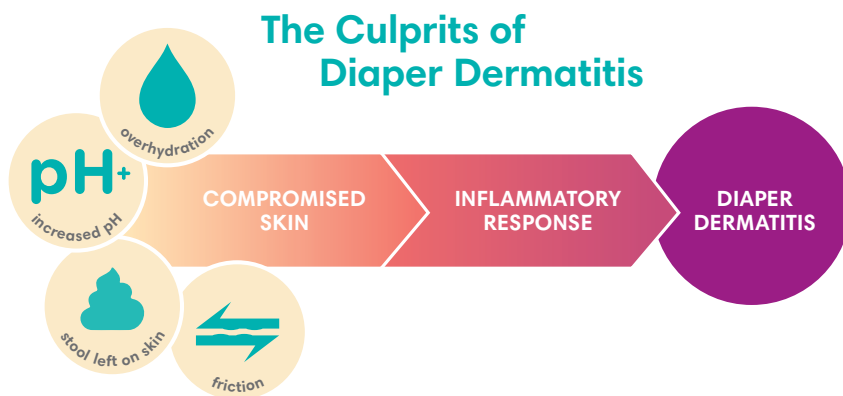 The Culprits of
Diaper Dermatitis
overhydration
pH+
increased pH
stool left on skin
friction
COMPROMISED
SKIN
INFLAMMATORY
RESPONSE
DIAPER
DERMATITIS